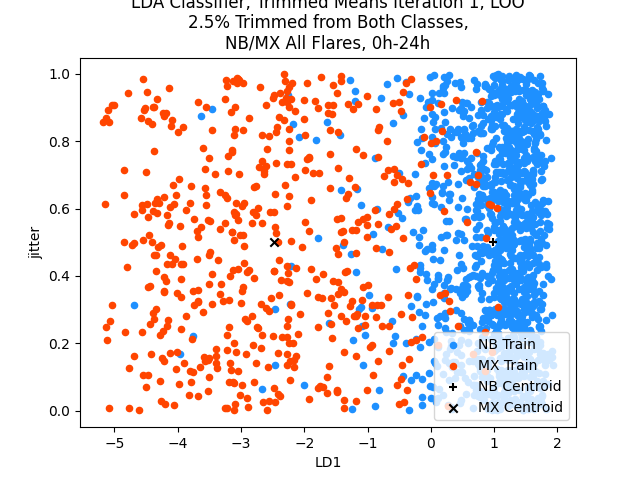 LDA Classifier, Trimmed Means Iteration 1, LOO
2.5% Trimmed from Both Classes,
NB/MX All Flares, 0h-24h
1.0
0.8
0.6
0.4
0.2
0.0
jitter
NB Train
MX Train
NB Centroid
MX Centroid
−5 −4 −3 −2 −1 0 1 2
LD1